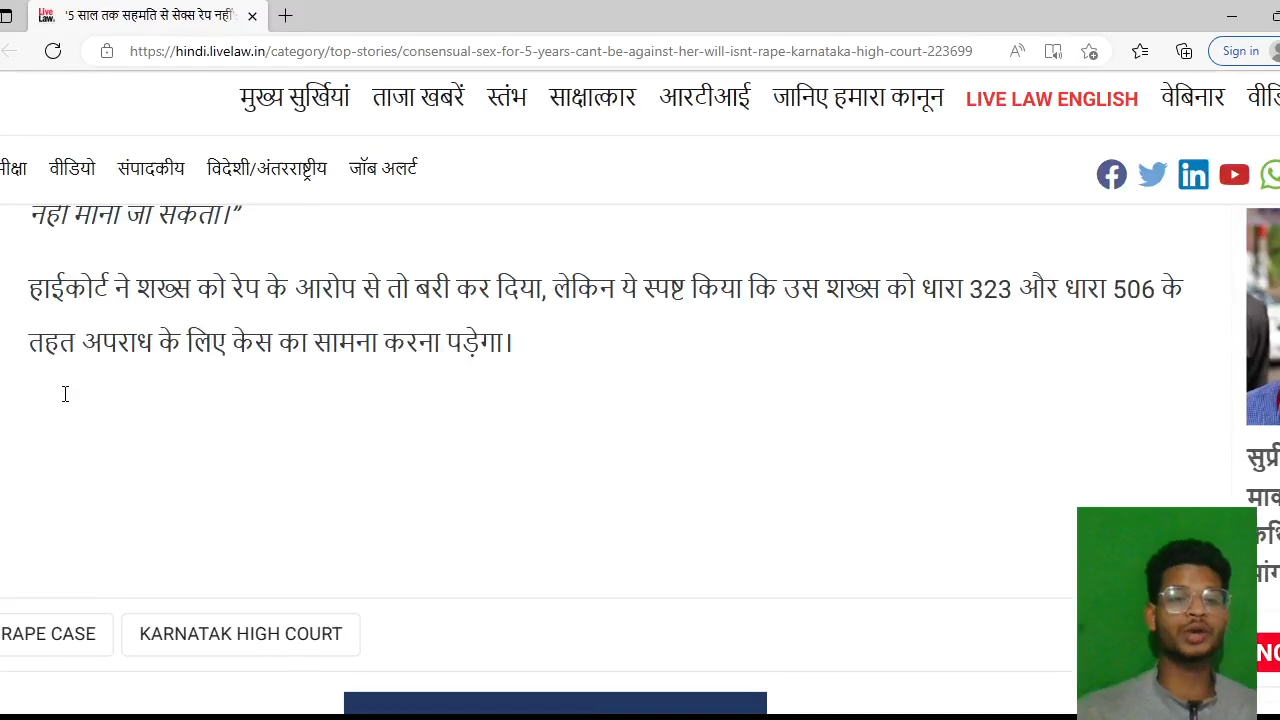 Live Law.
'5 साल तक सहमति से सेक्स रेप नहीं
https://hindi.livelaw.in/category/top-stories/consensual-sex-for-5-years-cant-be-against-her-will-isnt-rape-karnataka-high-court-223699
Sign in
मुख्य सुर्खियां ताजा खबरें स्तंभ साक्षात्कार आरटीआई जानिए हमारा कानून LIVE LAW ENGLISH वेबिनार
वीडियो संपादकीय विदेशी/अंतरराष्ट्रीय जॉब अलर्ट
नहीं माना जा सकता।”
हाईकोर्ट ने शख्स को रेप के आरोप से तो बरी कर दिया, लेकिन ये स्पष्ट किया कि उस शख्स को धारा 323 और धारा 506 के
तहत अपराध के लिए केस का सामना करना पड़ेगा।
RAPE CASE KARNATAK HIGH COURT